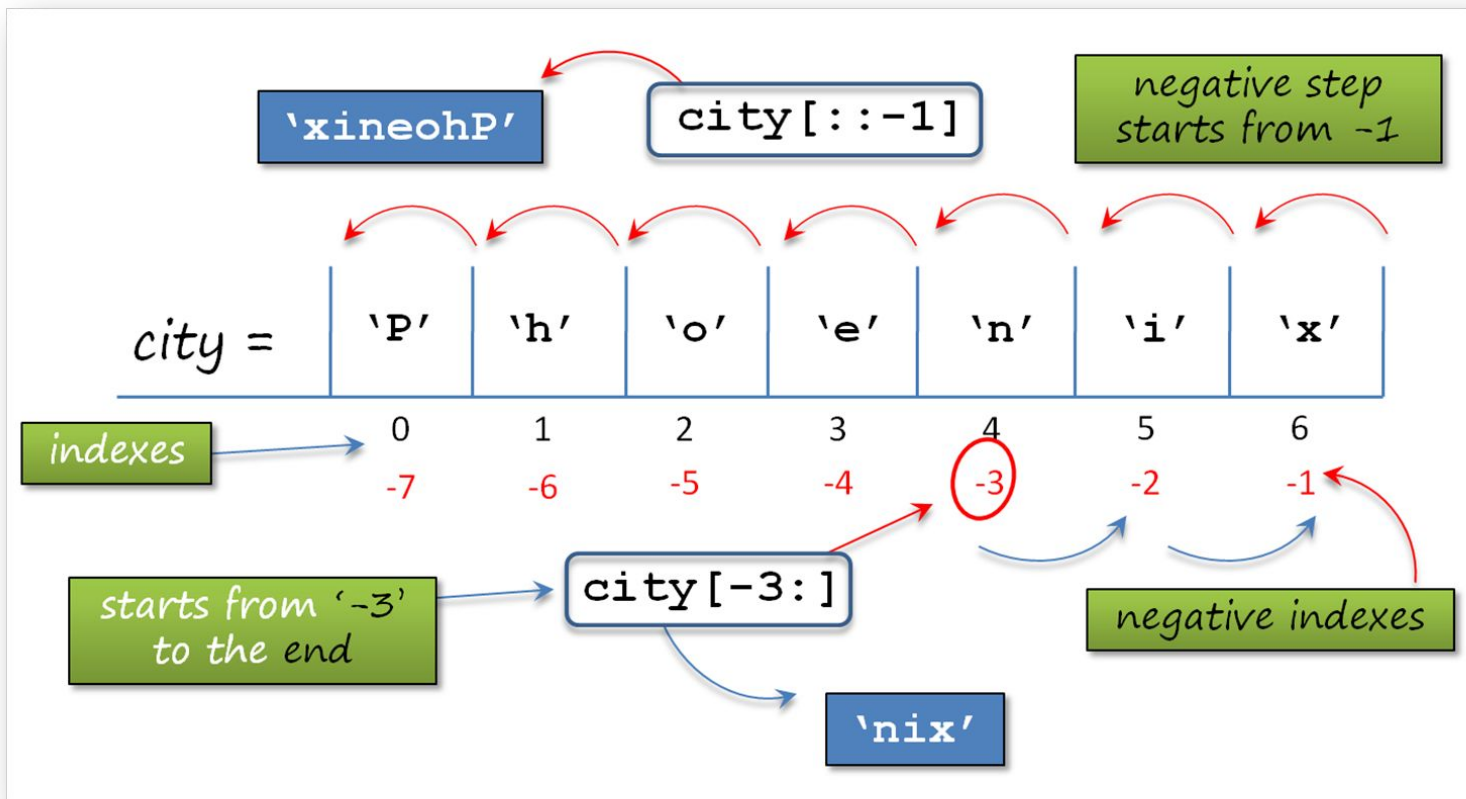 ‘xineohP’
city[::-1]
negative step
starts from -1
city =
‘P’ ‘h’ ‘o’ ‘e’ ‘n’ ‘i’ ‘x’
indexes
0 1 2 3 4 5 6
-7 -6 -5 -4 -3 -2 -1
starts from ‘-3’
to the end
city[-3:]
negative indexes
‘nix’